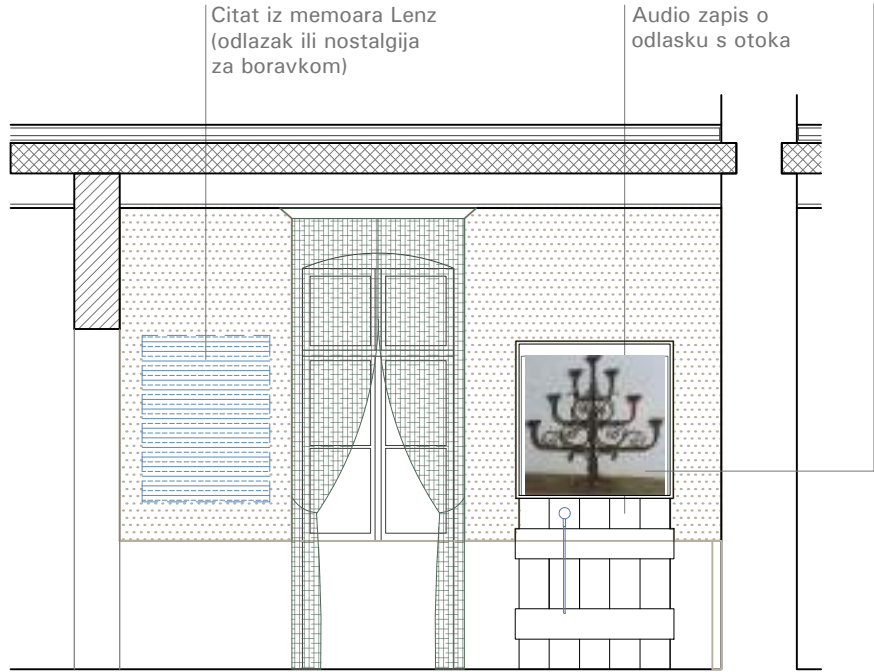 Citat iz memoara Lenz
(odlazak ili nostalgija
za boravkom)
Audio zapis o
odlasku s otoka